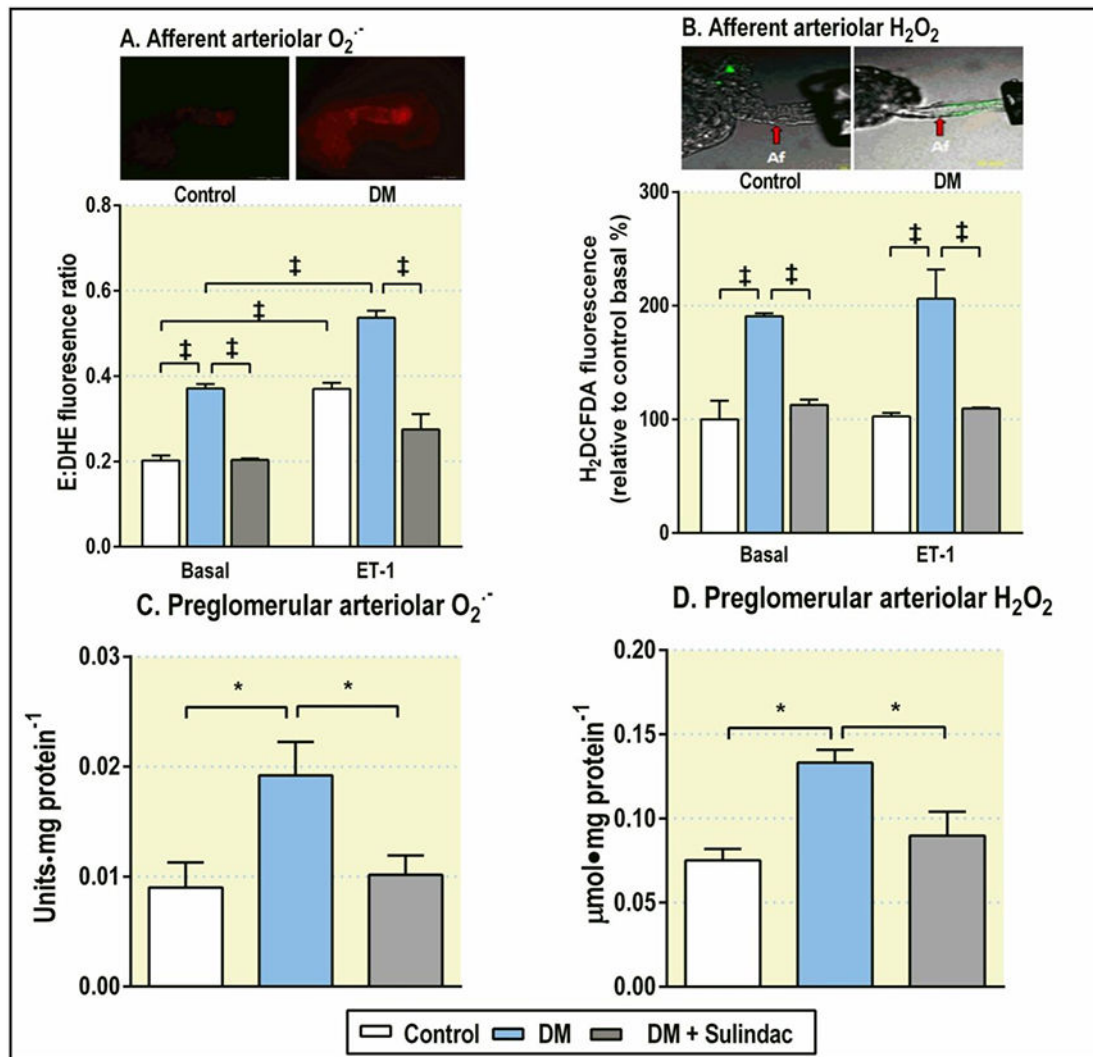 A. Afferent arteriolar O₂·⁻
Control
DM
E:DHE fluoresence ratio
0.8
0.6
0.4
0.2
0.0
‡
‡
‡
‡
‡
Basal
ET-1
B. Afferent arteriolar H₂O₂
Af
Af
Control
DM
H₂DCFDA fluorescence
(relative to control basal %)
300
200
100
0
‡
‡
‡
‡
Basal
ET-1
C. Preglomerular arteriolar O₂·⁻
Units•mg protein⁻¹
0.03
0.02
0.01
0.00
*
*
D. Preglomerular arteriolar H₂O₂
μmol●mg protein⁻¹
0.20
0.15
0.10
0.05
0.00
*
*
Control DM DM + Sulindac